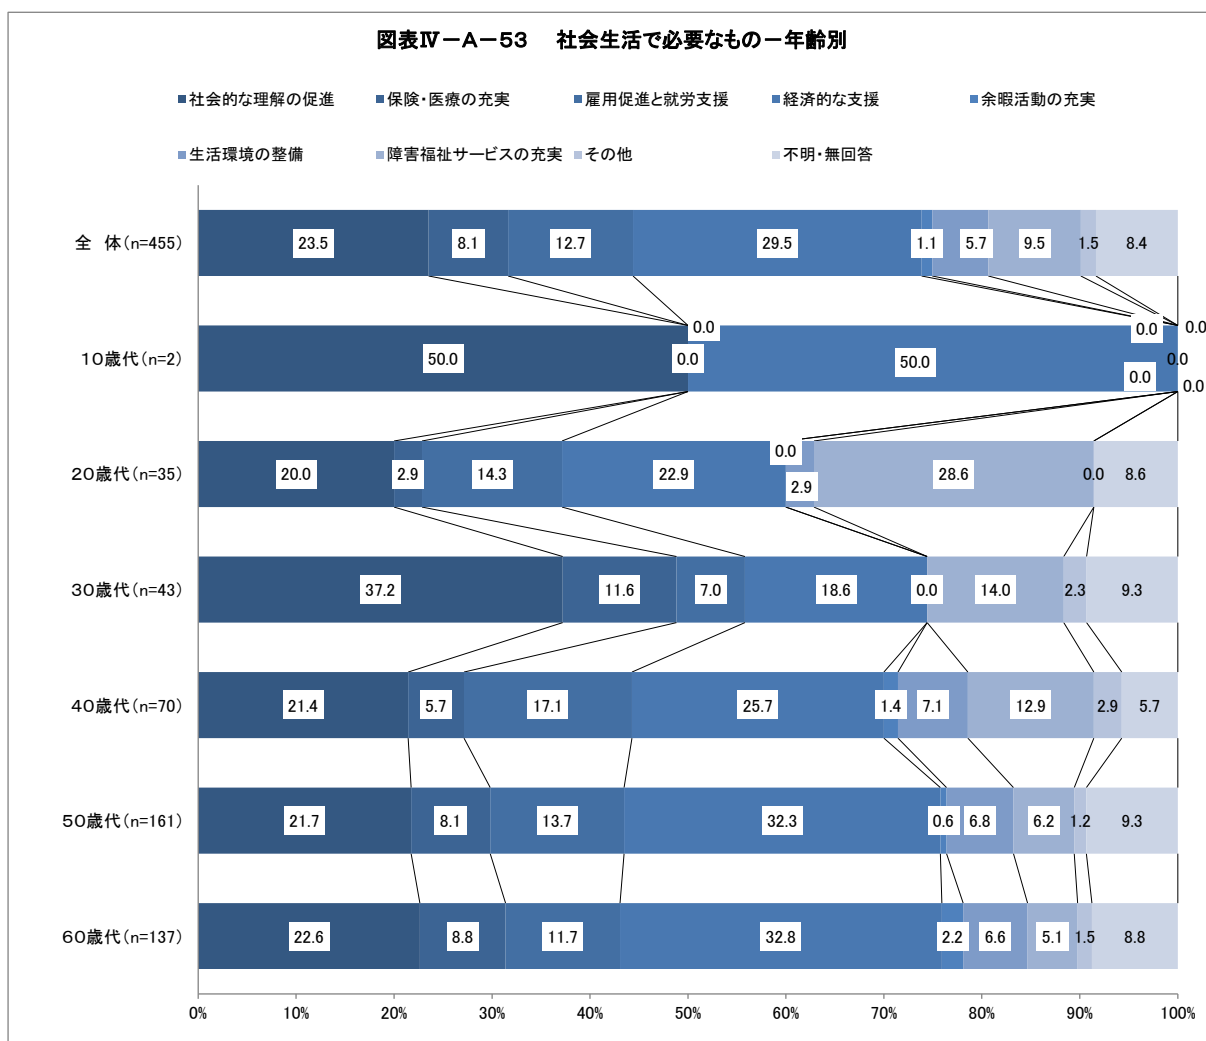 図表Ⅳ－A－53　社会生活で必要なもの－年齢別
■社会的な理解の促進 ■保険・医療の充実 ■雇用促進と就労支援 ■経済的な支援 ■余暇活動の充実
■生活環境の整備 ■障害福祉サービスの充実 ■その他 ■不明・無回答
全　体(n=455) 23.5 8.1 12.7 29.5 1.1 5.7 9.5 1.5 8.4
10歳代(n=2) 50.0 0.0 0.0 50.0 0.0 0.0 0.0 0.0 0.0
20歳代(n=35) 20.0 2.9 14.3 22.9 0.0 2.9 28.6 0.0 8.6
30歳代(n=43) 37.2 11.6 7.0 18.6 0.0 14.0 2.3 9.3
40歳代(n=70) 21.4 5.7 17.1 25.7 1.4 7.1 12.9 2.9 5.7
50歳代(n=161) 21.7 8.1 13.7 32.3 0.6 6.8 6.2 1.2 9.3
60歳代(n=137) 22.6 8.8 11.7 32.8 2.2 6.6 5.1 1.5 8.8
0% 10% 20% 30% 40% 50% 60% 70% 80% 90% 100%